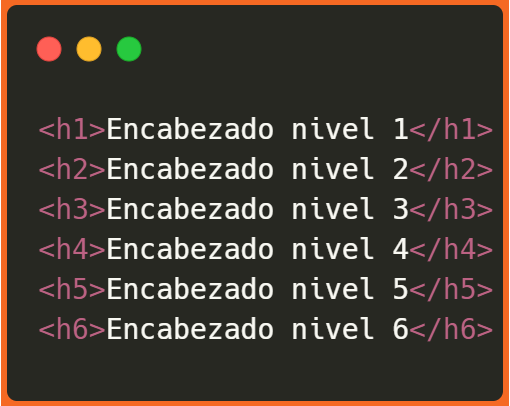 <h1>Encabezado nivel 1</h1>
<h2>Encabezado nivel 2</h2>
<h3>Encabezado nivel 3</h3>
<h4>Encabezado nivel 4</h4>
<h5>Encabezado nivel 5</h5>
<h6>Encabezado nivel 6</h6>